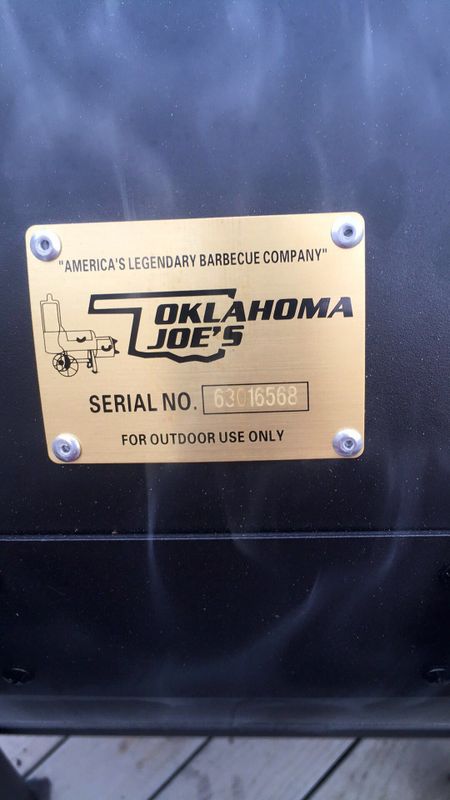 "AMERICA'S LEGENDARY BARBECUE COMPANY"
OKLAHOMA
JOE'S
SERIAL NO. 63016568
FOR OUTDOOR USE ONLY